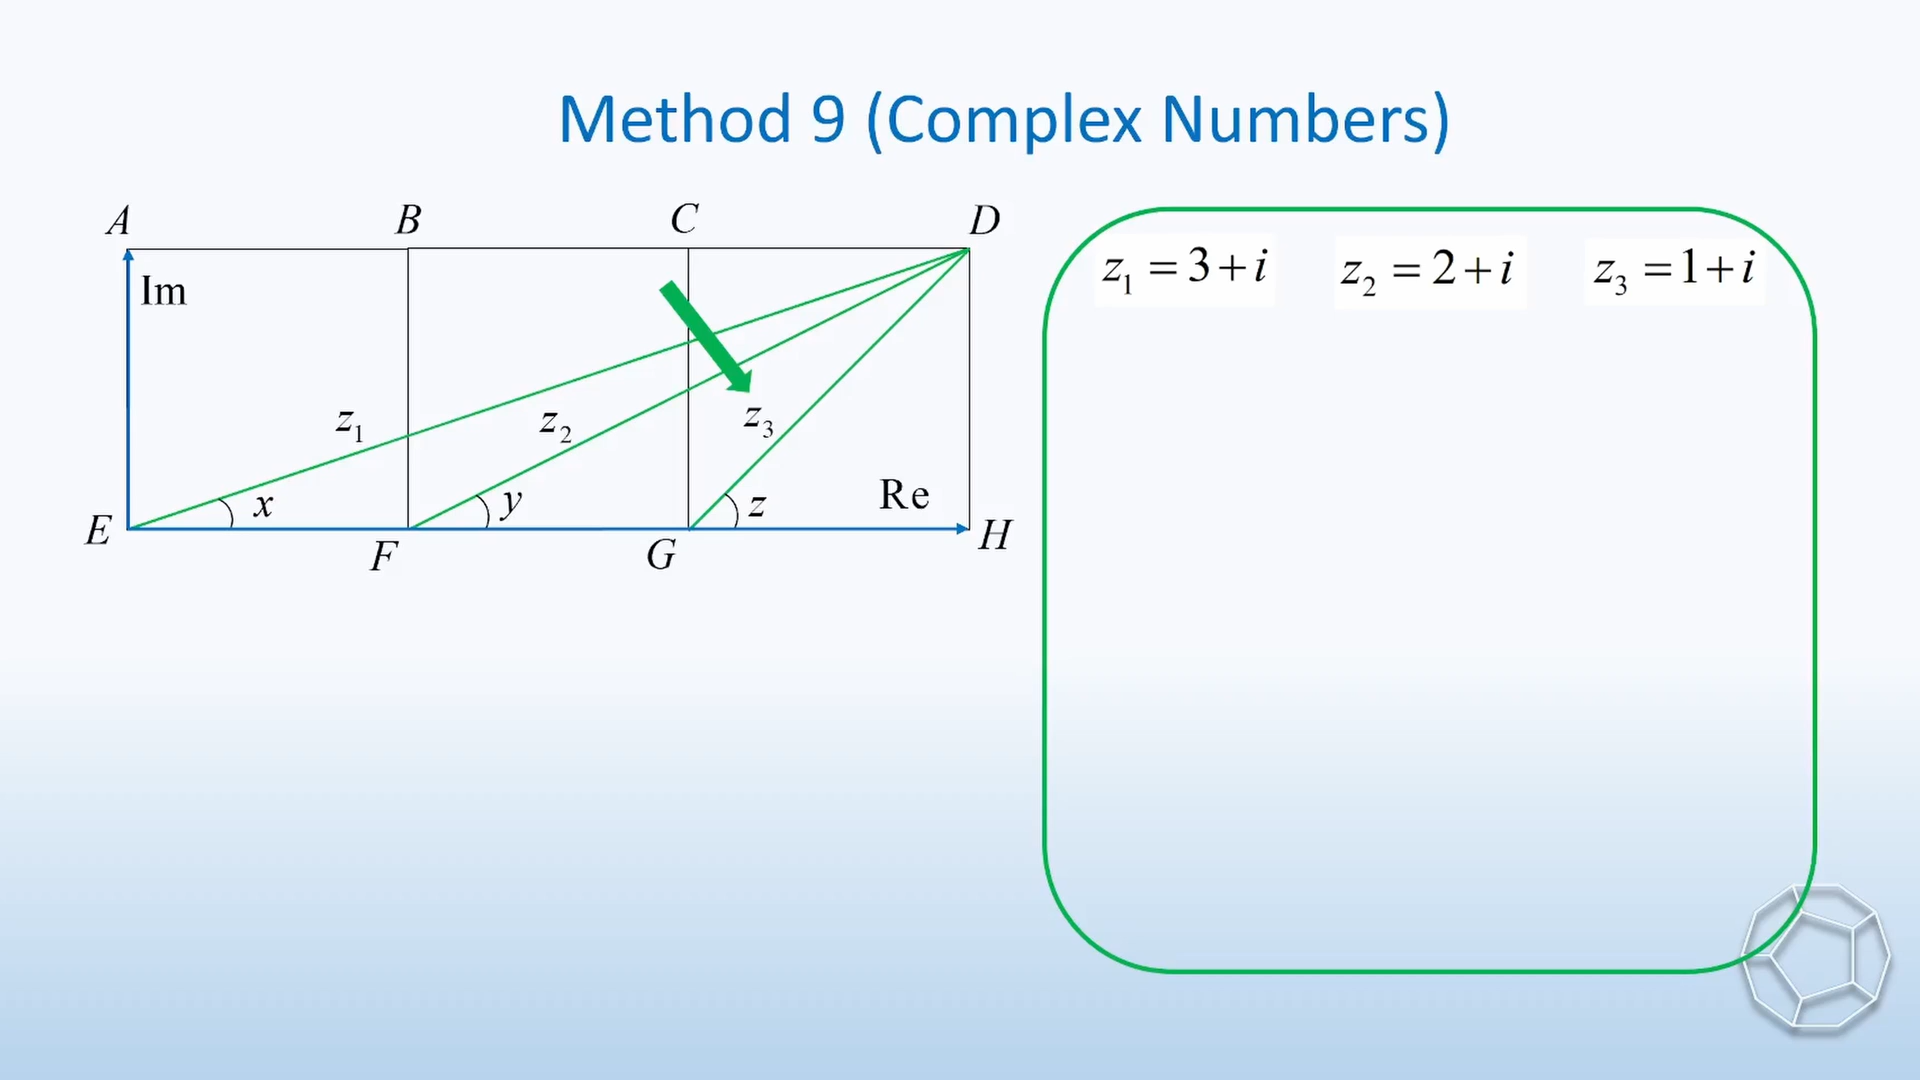 Method 9 (Complex Numbers)
A B C D
Im
z₁ = 3 + i z₂ = 2 + i z₃ = 1 + i
z₁ z₂ z₃
x y z Re
E F G H